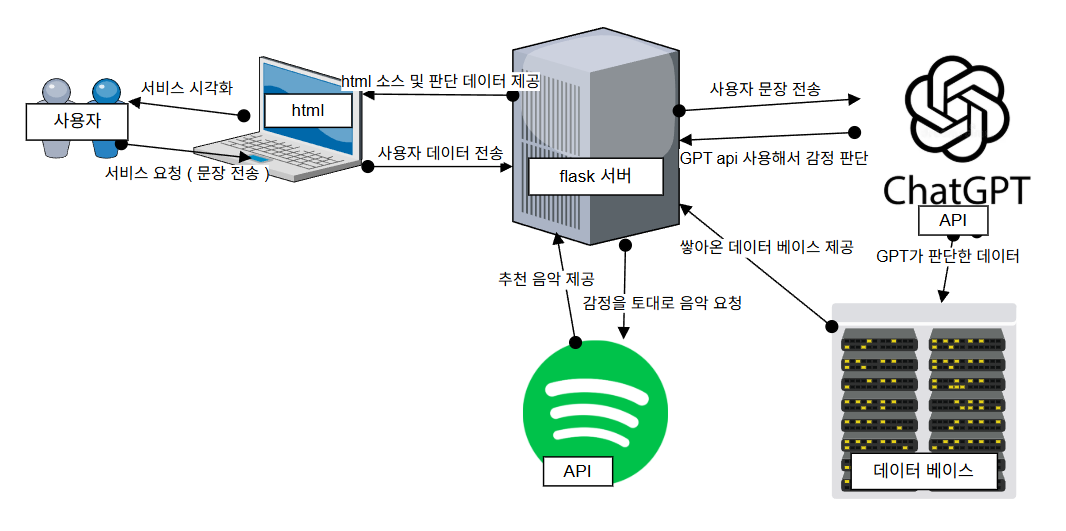 html 소스 및 판단 데이터 제공
서비스 시각화
사용자 문장 전송
html
사용자
사용자 데이터 전송
GPT api 사용해서 감정 판단
서비스 요청 ( 문장 전송 )
flask 서버
ChatGPT
API
쌓아온 데이터 베이스 제공
GPT가 판단한 데이터
추천 음악 제공
감정을 토대로 음악 요청
API
데이터 베이스